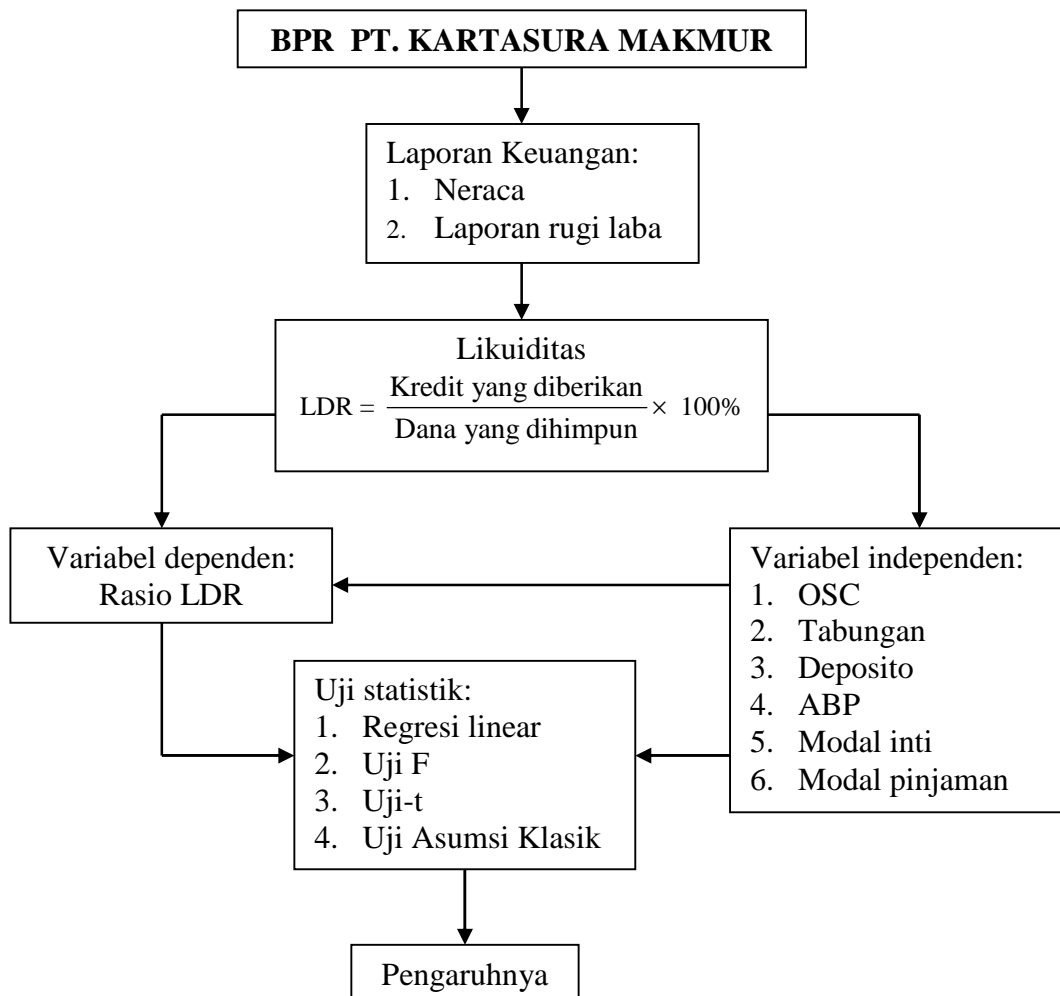 BPR PT. KARTASURA MAKMUR
Laporan Keuangan:
1. Neraca
2. Laporan rugi laba
Likuiditas
LDR = Kredit yang diberikan / Dana yang dihimpun × 100%
Variabel dependen:
Rasio LDR
Variabel independen:
1. OSC
2. Tabungan
3. Deposito
4. ABP
5. Modal inti
6. Modal pinjaman
Uji statistik:
1. Regresi linear
2. Uji F
3. Uji-t
4. Uji Asumsi Klasik
Pengaruhnya